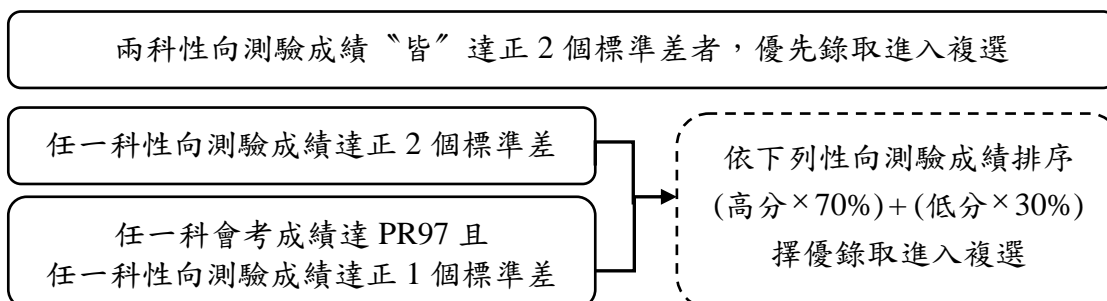 兩科性向測驗成績〝皆〞達正 2 個標準差者，優先錄取進入複選
任一科性向測驗成績達正 2 個標準差
任一科會考成績達 PR97 且
任一科性向測驗成績達正 1 個標準差
依下列性向測驗成績排序
(高分×70%)+(低分×30%)
擇優錄取進入複選